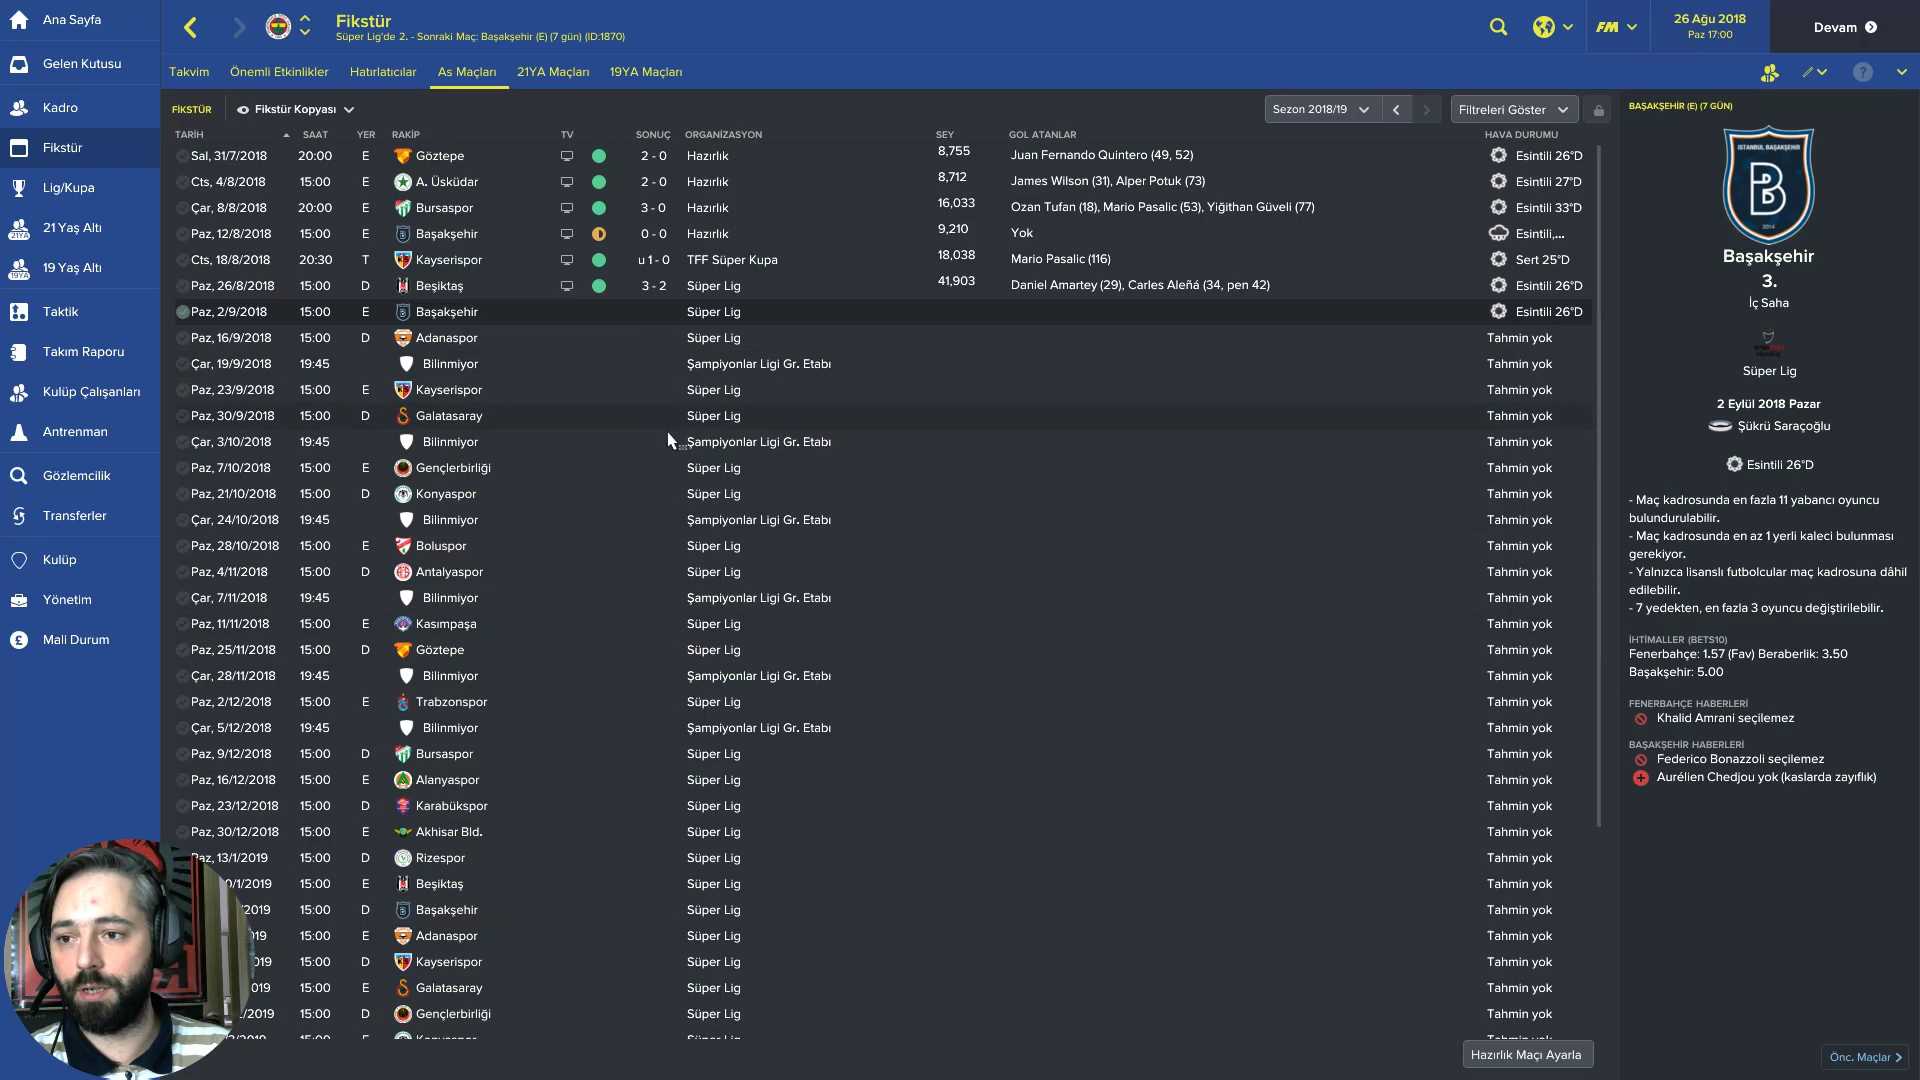 Ana Sayfa
Gelen Kutusu
Kadro
Fikstür
Lig/Kupa
21 Yaş Altı
19 Yaş Altı
Taktik
Takım Raporu
Kulüp Çalışanları
Antrenman
Gözlemcilik
Transferler
Kulüp
Yönetim
Mali Durum
Fikstür
Süper Lig'de 2. - Sonraki Maç: Başakşehir (E) (7 gün) (ID:1870)
FM
26 Ağu 2018
Paz 17:00
Devam
Takvim Önemli Etkinlikler Hatırlatıcılar As Maçları 21YA Maçları 19YA Maçları
FİKSTÜR Fikstür Kopyası Sezon 2018/19 Filtreleri Göster
TARİH SAAT YER RAKİP TV SONUÇ ORGANİZASYON SEY GOL ATANLAR HAVA DURUMU
Sal, 31/7/2018 20:00 E Göztepe 2 - 0 Hazırlık 8,755 Juan Fernando Quintero (49, 52) Esintili 26°D
Cts, 4/8/2018 15:00 E A. Üsküdar 2 - 0 Hazırlık 8,712 James Wilson (31), Alper Potuk (73) Esintili 27°D
Çar, 8/8/2018 20:00 E Bursaspor 3 - 0 Hazırlık 16,033 Ozan Tufan (18), Mario Pasalic (53), Yiğithan Güveli (77) Esintili 33°D
Paz, 12/8/2018 15:00 E Başakşehir 0 - 0 Hazırlık 9,210 Yok Esintili,...
Cts, 18/8/2018 20:30 T Kayserispor u 1 - 0 TFF Süper Kupa 18,038 Mario Pasalic (116) Sert 25°D
Paz, 26/8/2018 15:00 D Beşiktaş 3 - 2 Süper Lig 41,903 Daniel Amartey (29), Carles Aleñá (34, pen 42) Esintili 26°D
Paz, 2/9/2018 15:00 E Başakşehir Süper Lig Esintili 26°D
Paz, 16/9/2018 15:00 D Adanaspor Süper Lig Tahmin yok
Çar, 19/9/2018 19:45 Bilinmiyor Şampiyonlar Ligi Gr. Etabı Tahmin yok
Paz, 23/9/2018 15:00 E Kayserispor Süper Lig Tahmin yok
Paz, 30/9/2018 15:00 D Galatasaray Süper Lig Tahmin yok
Çar, 3/10/2018 19:45 Bilinmiyor Şampiyonlar Ligi Gr. Etabı Tahmin yok
Paz, 7/10/2018 15:00 E Gençlerbirliği Süper Lig Tahmin yok
Paz, 21/10/2018 15:00 D Konyaspor Süper Lig Tahmin yok
Çar, 24/10/2018 19:45 Bilinmiyor Şampiyonlar Ligi Gr. Etabı Tahmin yok
Paz, 28/10/2018 15:00 E Boluspor Süper Lig Tahmin yok
Paz, 4/11/2018 15:00 D Antalyaspor Süper Lig Tahmin yok
Çar, 7/11/2018 19:45 Bilinmiyor Şampiyonlar Ligi Gr. Etabı Tahmin yok
Paz, 11/11/2018 15:00 E Kasımpaşa Süper Lig Tahmin yok
Paz, 25/11/2018 15:00 D Göztepe Süper Lig Tahmin yok
Çar, 28/11/2018 19:45 Bilinmiyor Şampiyonlar Ligi Gr. Etabı Tahmin yok
Paz, 2/12/2018 15:00 E Trabzonspor Süper Lig Tahmin yok
Çar, 5/12/2018 19:45 Bilinmiyor Şampiyonlar Ligi Gr. Etabı Tahmin yok
Paz, 9/12/2018 15:00 D Bursaspor Süper Lig Tahmin yok
Paz, 16/12/2018 15:00 E Alanyaspor Süper Lig Tahmin yok
Paz, 23/12/2018 15:00 D Karabükspor Süper Lig Tahmin yok
Paz, 30/12/2018 15:00 E Akhisar Bld. Süper Lig Tahmin yok
Paz, 13/1/2019 15:00 D Rizespor Süper Lig Tahmin yok
0/1/2019 15:00 E Beşiktaş Süper Lig Tahmin yok
/2019 15:00 D Başakşehir Süper Lig Tahmin yok
019 15:00 E Adanaspor Süper Lig Tahmin yok
019 15:00 D Kayserispor Süper Lig Tahmin yok
019 15:00 E Galatasaray Süper Lig Tahmin yok
/2019 15:00 D Gençlerbirliği Süper Lig Tahmin yok
Hazırlık Maçı Ayarla
BAŞAKŞEHİR (E) (7 GÜN)
İSTANBUL BAŞAKŞEHİR
2014
Başakşehir
3.
İç Saha
Süper Lig
2 Eylül 2018 Pazar
Şükrü Saraçoğlu
Esintili 26°D
- Maç kadrosunda en fazla 11 yabancı oyuncu
bulundurulabilir.
- Maç kadrosunda en az 1 yerli kaleci bulunması
gerekiyor.
- Yalnızca lisanslı futbolcular maç kadrosuna dâhil
edilebilir.
- 7 yedekten, en fazla 3 oyuncu değiştirilebilir.
İHTİMALLER (BETS10)
Fenerbahçe: 1.57 (Fav) Beraberlik: 3.50
Başakşehir: 5.00
FENERBAHÇE HABERLERİ
Khalid Amrani seçilemez
BAŞAKŞEHİR HABERLERİ
Federico Bonazzoli seçilemez
Aurélien Chedjou yok (kaslarda zayıflık)
Önc. Maçlar